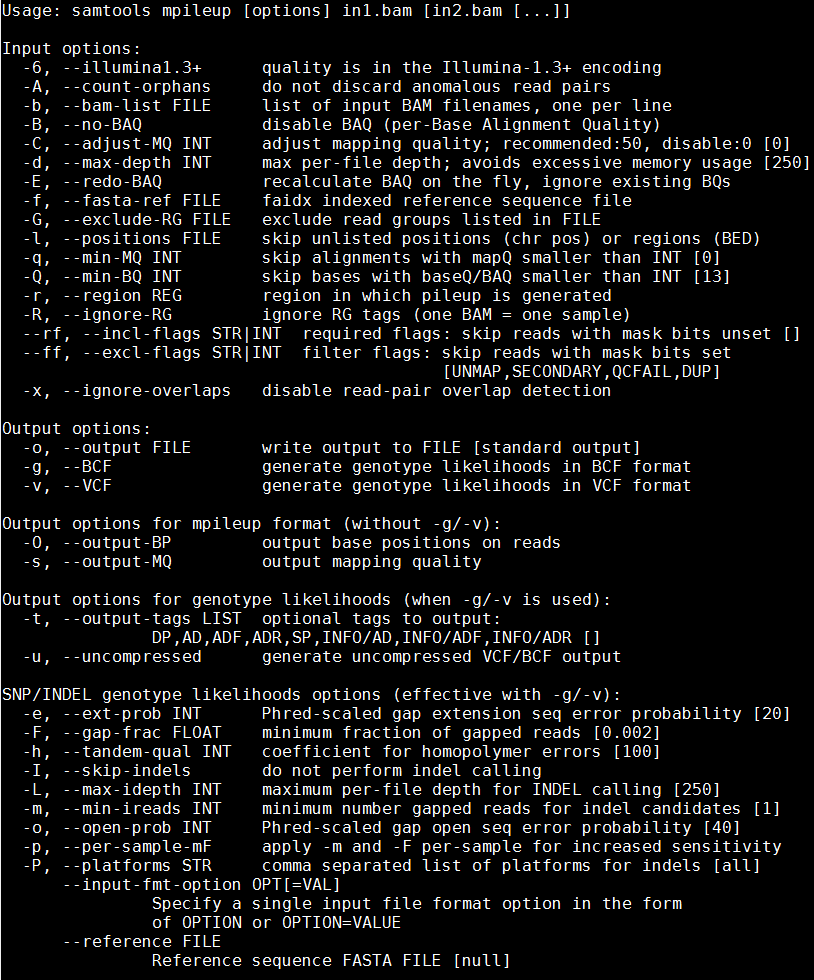 Usage: samtools mpileup [options] in1.bam [in2.bam [...]]

Input options:
  -6, --illumina1.3+      quality is in the Illumina-1.3+ encoding
  -A, --count-orphans     do not discard anomalous read pairs
  -b, --bam-list FILE     list of input BAM filenames, one per line
  -B, --no-BAQ            disable BAQ (per-Base Alignment Quality)
  -C, --adjust-MQ INT     adjust mapping quality; recommended:50, disable:0 [0]
  -d, --max-depth INT     max per-file depth; avoids excessive memory usage [250]
  -E, --redo-BAQ          recalculate BAQ on the fly, ignore existing BQs
  -f, --fasta-ref FILE    faidx indexed reference sequence file
  -G, --exclude-RG FILE   exclude read groups listed in FILE
  -l, --positions FILE    skip unlisted positions (chr pos) or regions (BED)
  -q, --min-MQ INT        skip alignments with mapQ smaller than INT [0]
  -Q, --min-BQ INT        skip bases with baseQ/BAQ smaller than INT [13]
  -r, --region REG        region in which pileup is generated
  -R, --ignore-RG         ignore RG tags (one BAM = one sample)
  --rf, --incl-flags STR|INT  required flags: skip reads with mask bits unset []
  --ff, --excl-flags STR|INT  filter flags: skip reads with mask bits set
                                            [UNMAP,SECONDARY,QCFAIL,DUP]
  -x, --ignore-overlaps   disable read-pair overlap detection

Output options:
  -o, --output FILE       write output to FILE [standard output]
  -g, --BCF               generate genotype likelihoods in BCF format
  -v, --VCF               generate genotype likelihoods in VCF format

Output options for mpileup format (without -g/-v):
  -O, --output-BP         output base positions on reads
  -s, --output-MQ         output mapping quality

Output options for genotype likelihoods (when -g/-v is used):
  -t, --output-tags LIST  optional tags to output:
               DP,AD,ADF,ADR,SP,INFO/AD,INFO/ADF,INFO/ADR []
  -u, --uncompressed      generate uncompressed VCF/BCF output

SNP/INDEL genotype likelihoods options (effective with -g/-v):
  -e, --ext-prob INT      Phred-scaled gap extension seq error probability [20]
  -F, --gap-frac FLOAT    minimum fraction of gapped reads [0.002]
  -h, --tandem-qual INT   coefficient for homopolymer errors [100]
  -I, --skip-indels       do not perform indel calling
  -L, --max-idepth INT    maximum per-file depth for INDEL calling [250]
  -m, --min-ireads INT    minimum number gapped reads for indel candidates [1]
  -o, --open-prob INT     Phred-scaled gap open seq error probability [40]
  -p, --per-sample-mF     apply -m and -F per-sample for increased sensitivity
  -P, --platforms STR     comma separated list of platforms for indels [all]
      --input-fmt-option OPT[=VAL]
               Specify a single input file format option in the form
               of OPTION or OPTION=VALUE
      --reference FILE
               Reference sequence FASTA FILE [null]